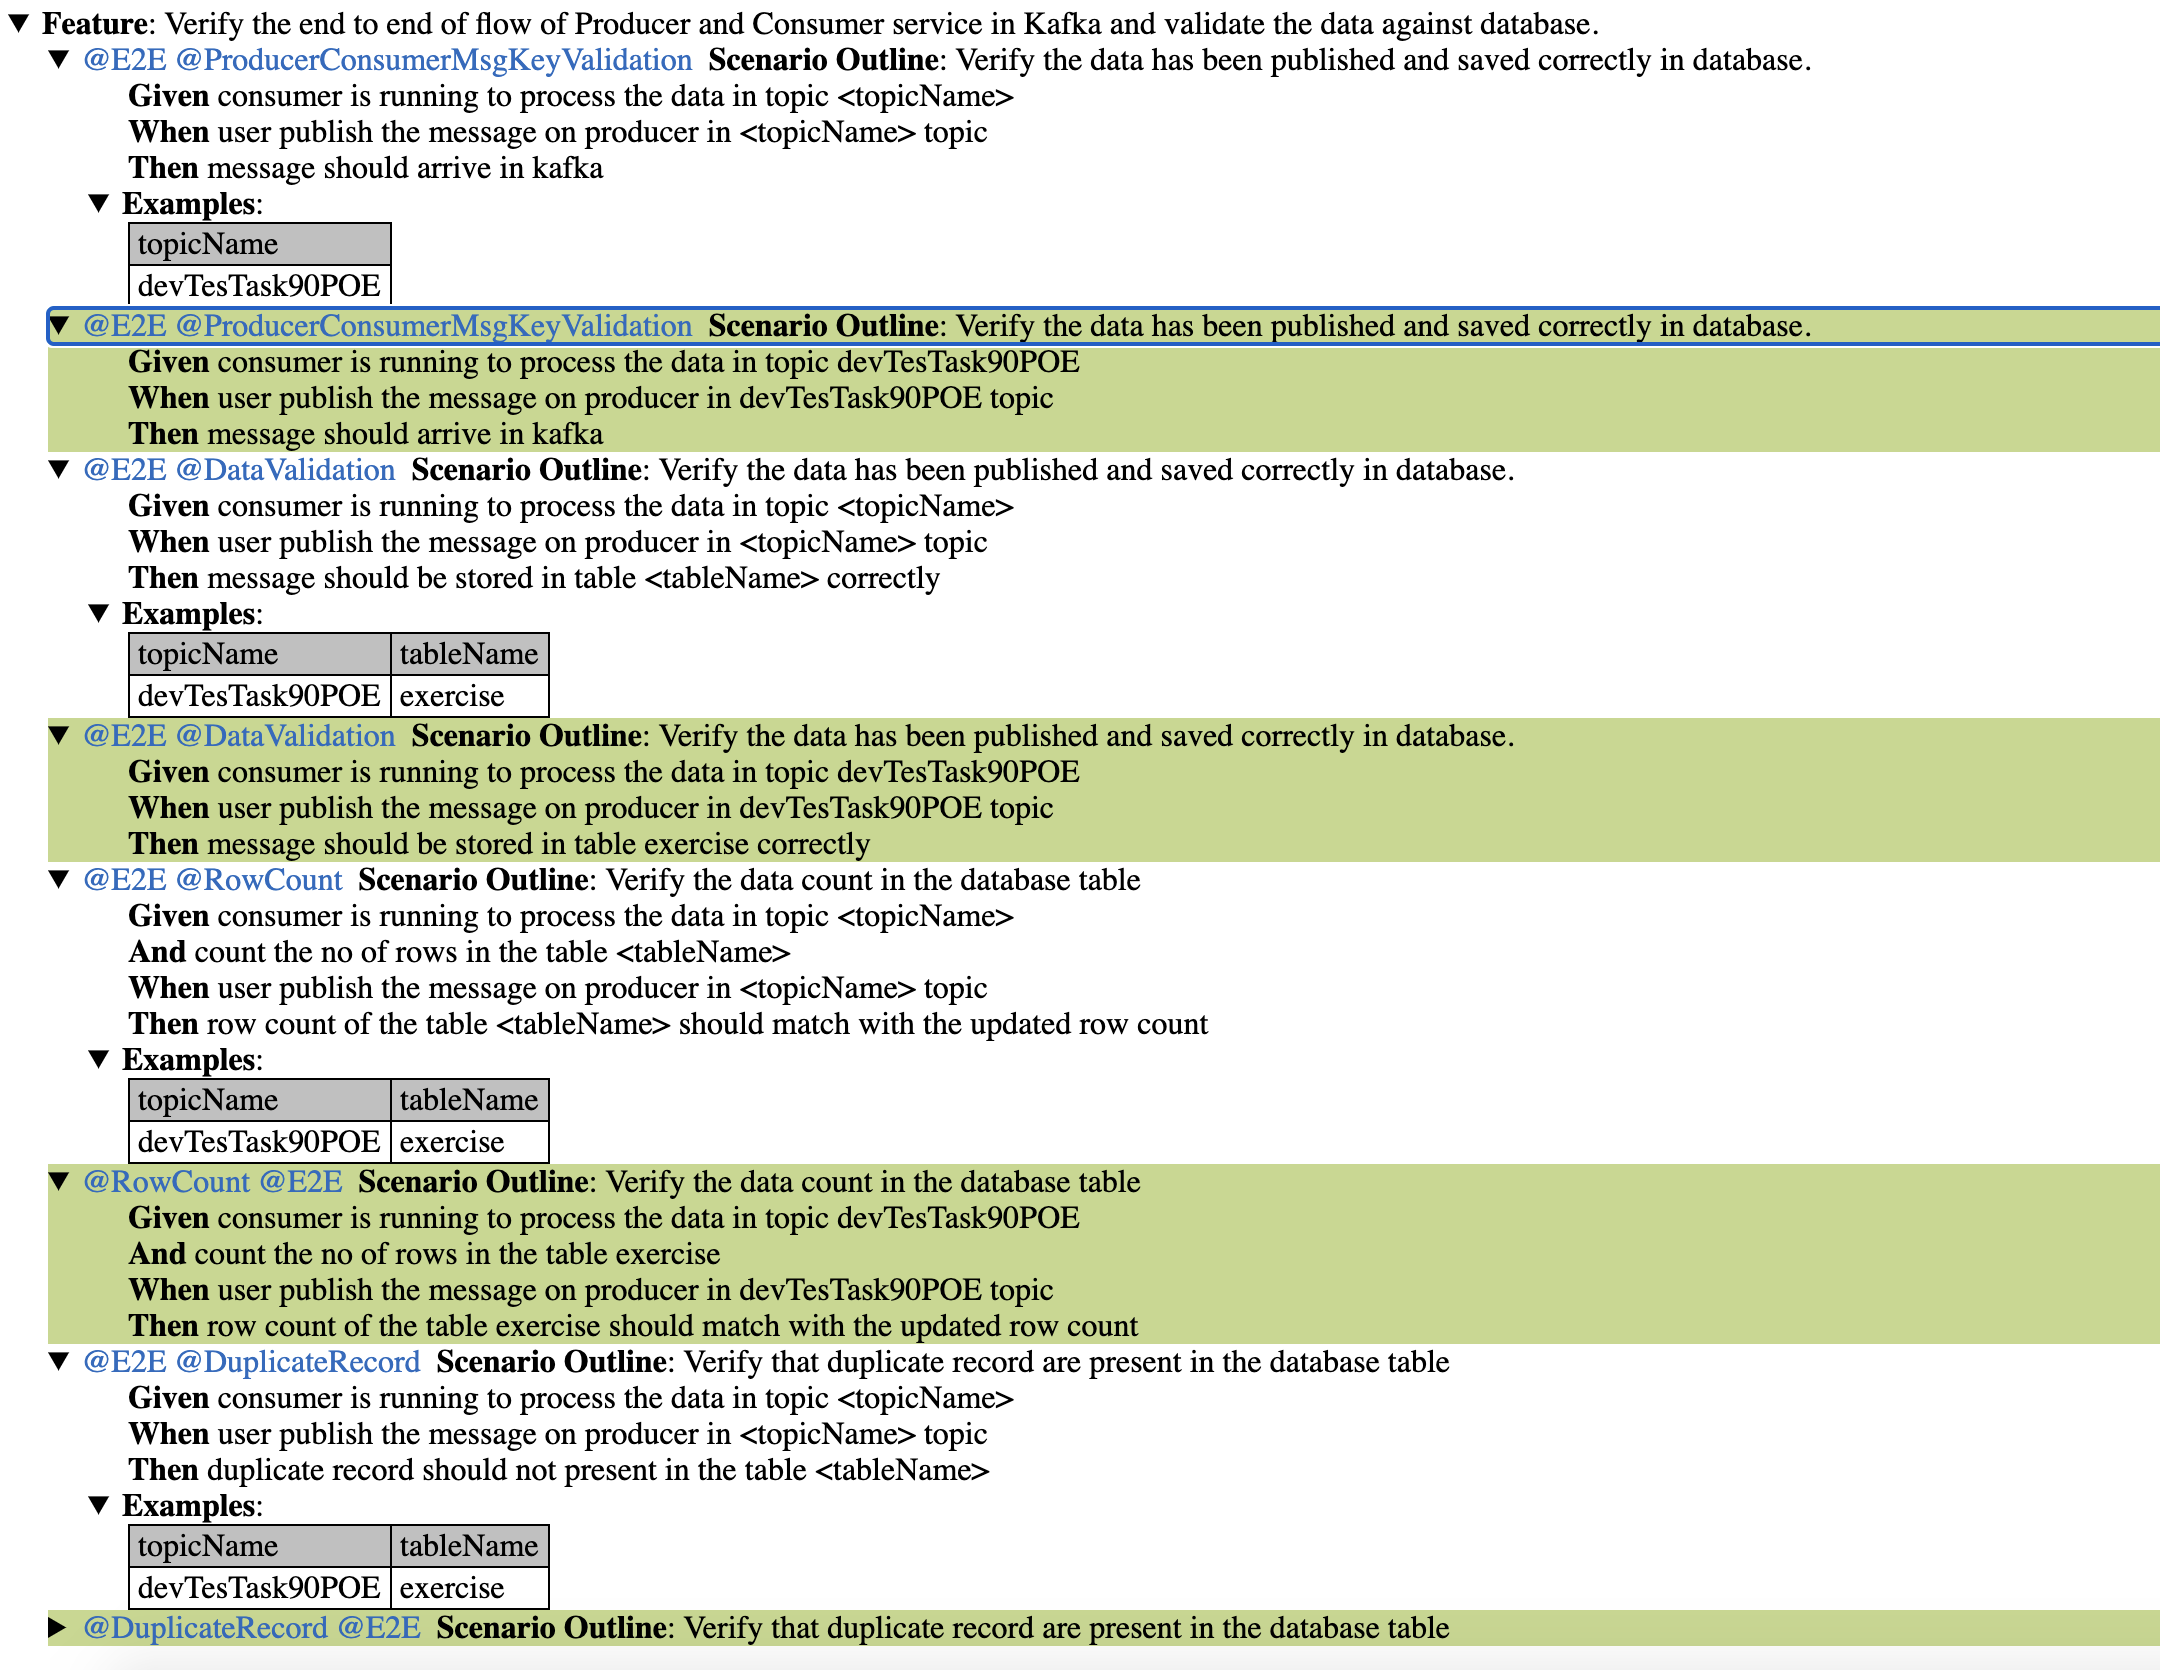 Feature: Verify the end to end of flow of Producer and Consumer service in Kafka and validate the data against database.
@E2E @ProducerConsumerMsgKeyValidation Scenario Outline: Verify the data has been published and saved correctly in database.
Given consumer is running to process the data in topic <topicName>
When user publish the message on producer in <topicName> topic
Then message should arrive in kafka
Examples:
topicName
devTesTask90POE
@E2E @ProducerConsumerMsgKeyValidation Scenario Outline: Verify the data has been published and saved correctly in database.
Given consumer is running to process the data in topic devTesTask90POE
When user publish the message on producer in devTesTask90POE topic
Then message should arrive in kafka
@E2E @DataValidation Scenario Outline: Verify the data has been published and saved correctly in database.
Given consumer is running to process the data in topic <topicName>
When user publish the message on producer in <topicName> topic
Then message should be stored in table <tableName> correctly
Examples:
topicName tableName
devTesTask90POE exercise
@E2E @DataValidation Scenario Outline: Verify the data has been published and saved correctly in database.
Given consumer is running to process the data in topic devTesTask90POE
When user publish the message on producer in devTesTask90POE topic
Then message should be stored in table exercise correctly
@E2E @RowCount Scenario Outline: Verify the data count in the database table
Given consumer is running to process the data in topic <topicName>
And count the no of rows in the table <tableName>
When user publish the message on producer in <topicName> topic
Then row count of the table <tableName> should match with the updated row count
Examples:
topicName tableName
devTesTask90POE exercise
@RowCount @E2E Scenario Outline: Verify the data count in the database table
Given consumer is running to process the data in topic devTesTask90POE
And count the no of rows in the table exercise
When user publish the message on producer in devTesTask90POE topic
Then row count of the table exercise should match with the updated row count
@E2E @DuplicateRecord Scenario Outline: Verify that duplicate record are present in the database table
Given consumer is running to process the data in topic <topicName>
When user publish the message on producer in <topicName> topic
Then duplicate record should not present in the table <tableName>
Examples:
topicName tableName
devTesTask90POE exercise
@DuplicateRecord @E2E Scenario Outline: Verify that duplicate record are present in the database table